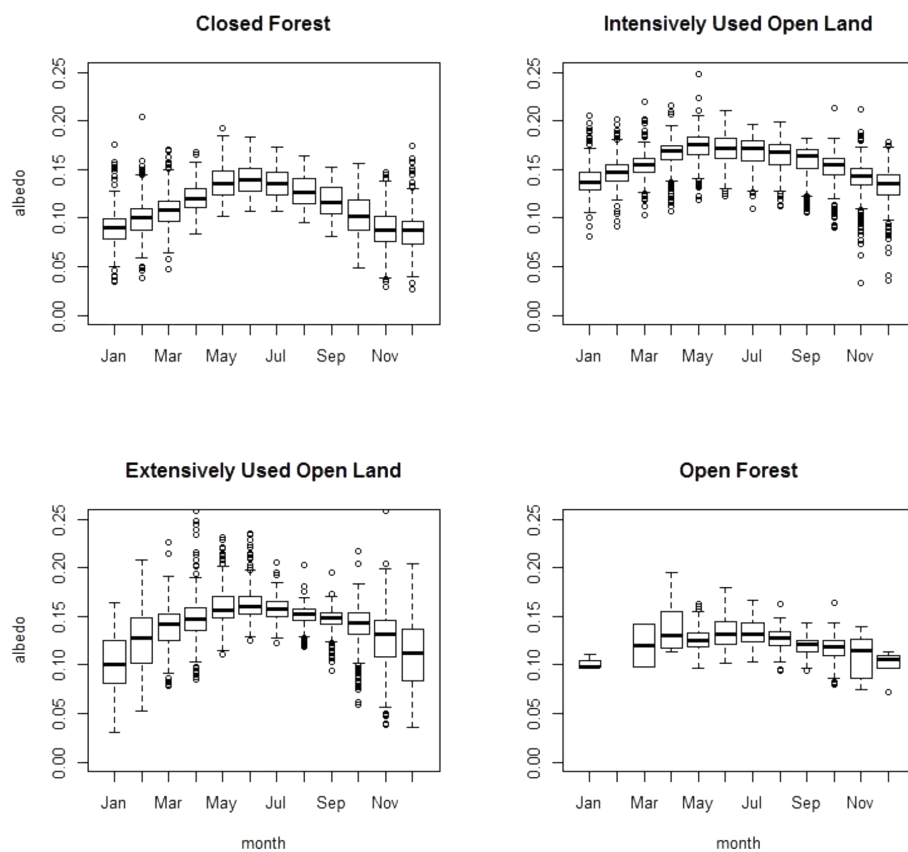 Closed Forest
albedo
0.00 0.05 0.10 0.15 0.20 0.25
Jan Mar May Jul Sep Nov
Intensively Used Open Land
0.00 0.05 0.10 0.15 0.20 0.25
Jan Mar May Jul Sep Nov
Extensively Used Open Land
albedo
0.00 0.05 0.10 0.15 0.20 0.25
Jan Mar May Jul Sep Nov
month
Open Forest
0.00 0.05 0.10 0.15 0.20 0.25
Jan Mar May Jul Sep Nov
month